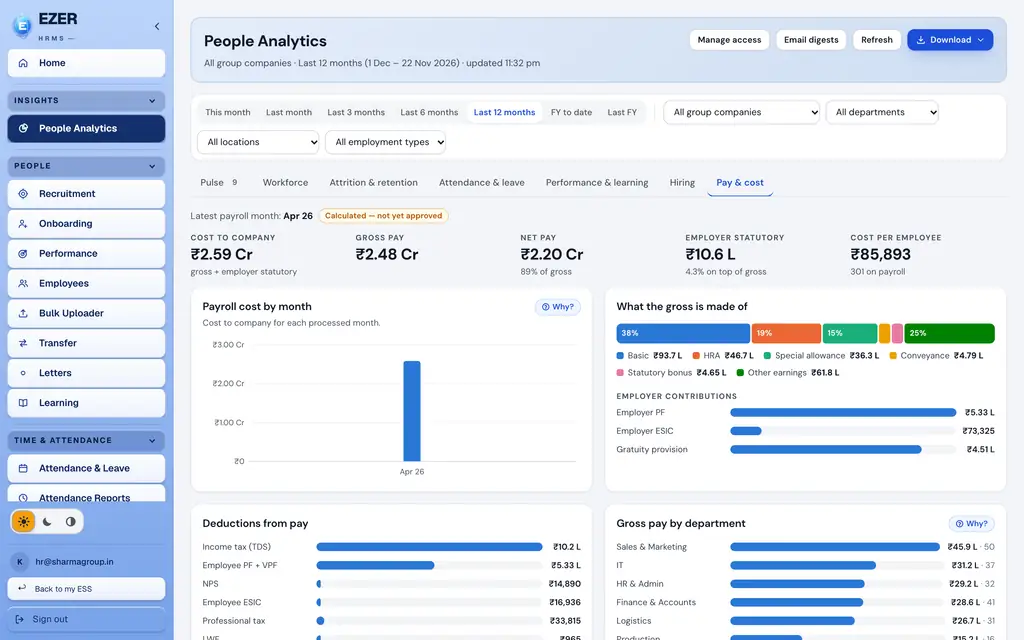 EZER
HRMS —
Home
INSIGHTS
People Analytics
PEOPLE
Recruitment
Onboarding
Performance
Employees
Bulk Uploader
Transfer
Letters
Learning
TIME & ATTENDANCE
Attendance & Leave
Attendance Reports
K hr@sharmagroup.in
Back to my ESS
Sign out
People Analytics
All group companies · Last 12 months (1 Dec – 22 Nov 2026) · updated 11:32 pm
Manage access Email digests Refresh Download
This month Last month Last 3 months Last 6 months Last 12 months FY to date Last FY All group companies All departments
All locations All employment types
Pulse 9 Workforce Attrition & retention Attendance & leave Performance & learning Hiring Pay & cost
Latest payroll month: Apr 26 Calculated — not yet approved
COST TO COMPANY GROSS PAY NET PAY EMPLOYER STATUTORY COST PER EMPLOYEE
₹2.59 Cr ₹2.48 Cr ₹2.20 Cr ₹10.6 L ₹85,893
gross + employer statutory 89% of gross 4.3% on top of gross 301 on payroll
Payroll cost by month Why?
Cost to company for each processed month.
₹3.00 Cr
₹2.00 Cr
₹1.00 Cr
₹0
Apr 26
What the gross is made of
38% 19% 15% 25%
Basic ₹93.7 L HRA ₹46.7 L Special allowance ₹36.3 L Conveyance ₹4.79 L
Statutory bonus ₹4.65 L Other earnings ₹61.8 L
EMPLOYER CONTRIBUTIONS
Employer PF ₹5.33 L
Employer ESIC ₹73,325
Gratuity provision ₹4.51 L
Deductions from pay
Income tax (TDS) ₹10.2 L
Employee PF + VPF ₹5.33 L
NPS ₹14,890
Employee ESIC ₹16,936
Professional tax ₹33,815
LWF ₹965
Gross pay by department Why?
Sales & Marketing ₹45.9 L · 50
IT ₹31.2 L · 37
HR & Admin ₹29.2 L · 32
Finance & Accounts ₹28.6 L · 41
Logistics ₹26.7 L · 31
Production ₹15.2 L · 16